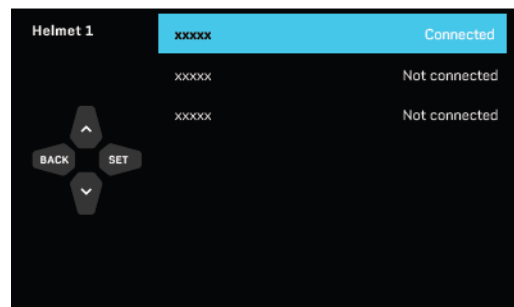 Helmet 1
xxxxx Connected
xxxxx Not connected
xxxxx Not connected
BACK SET